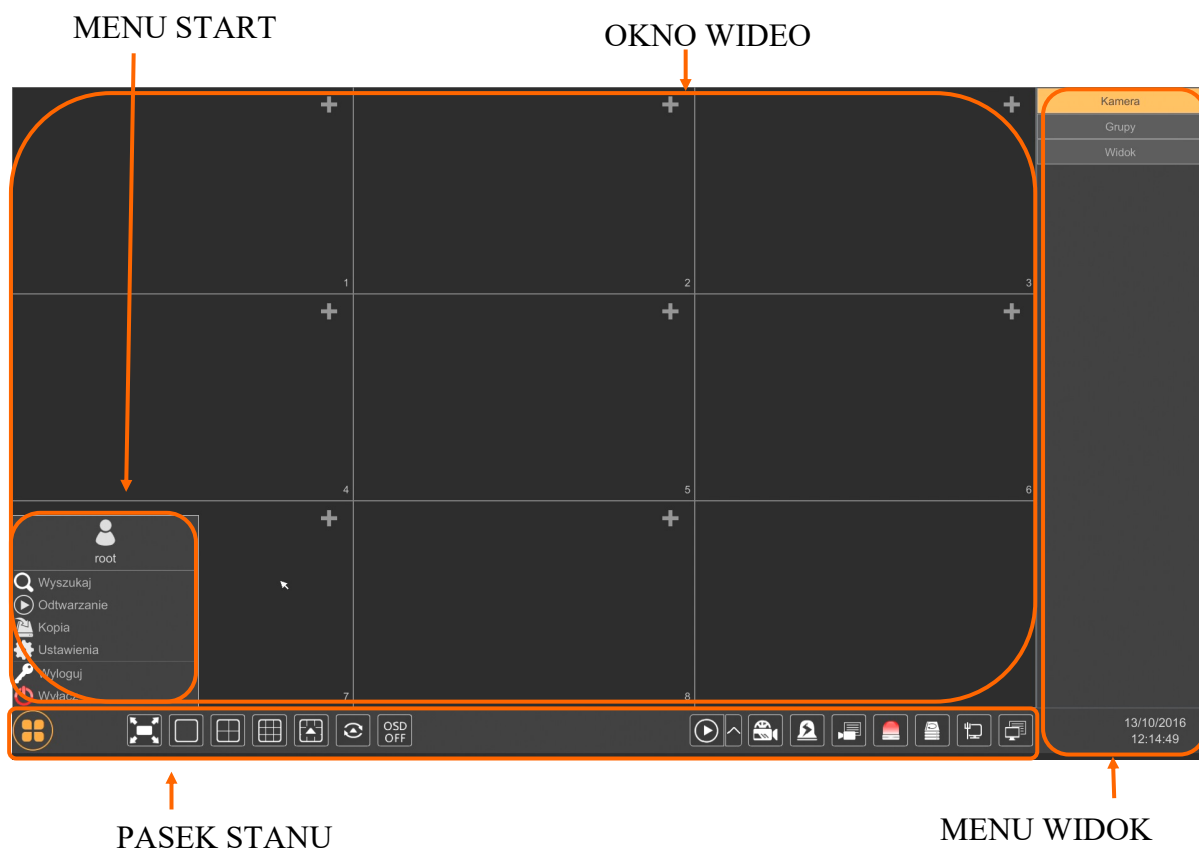 MENU START
OKNO WIDEO
Kamera
Grupy
Widok
1
2
3
4
5
6
root
Wyszukaj
Odtwarzanie
Kopia
Ustawienia
Wyloguj
7
8
OSD
OFF
13/10/2016
12:14:49
PASEK STANU
MENU WIDOK